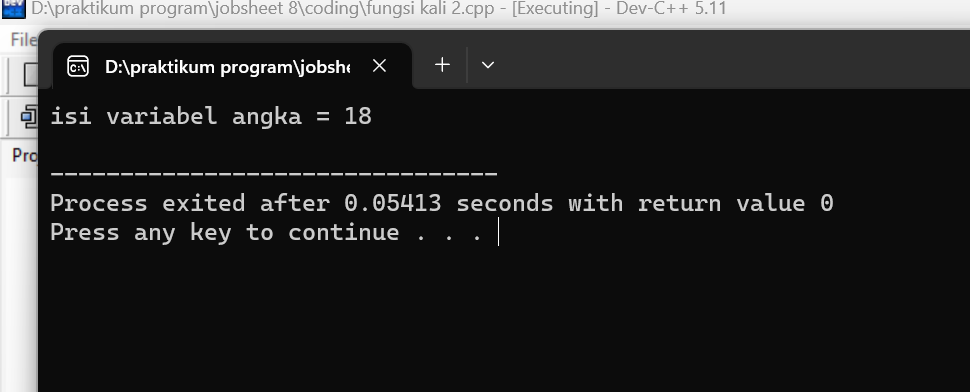 D:\praktikum program\jobsheet 8\coding\fungsi kali 2.cpp - [Executing] - Dev-C++ 5.11
File
D:\praktikum program\jobshe
isi variabel angka = 18
Pro
--------------------------------
Process exited after 0.05413 seconds with return value 0
Press any key to continue . . .